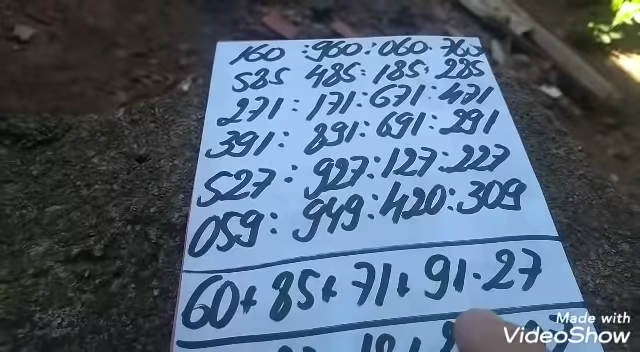 160 : 960 : 060 . 760
585 485 : 185 : 285
271 : 171 : 671 : 471
391 : 891 : 691 : 291
527 : 927 : 127 : 227
059 : 949 : 420 : 309
60 + 85 + 71 + 91 . 27
Made with
VideoShow